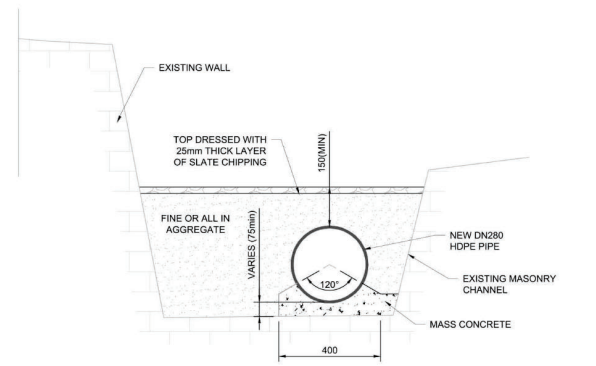 EXISTING WALL
TOP DRESSED WITH
25mm THICK LAYER
OF SLATE CHIPPING
150(MIN)
FINE OR ALL IN
AGGREGATE
VARIES (75min)
NEW DN280
HDPE PIPE
120°
EXISTING MASONRY
CHANNEL
MASS CONCRETE
400